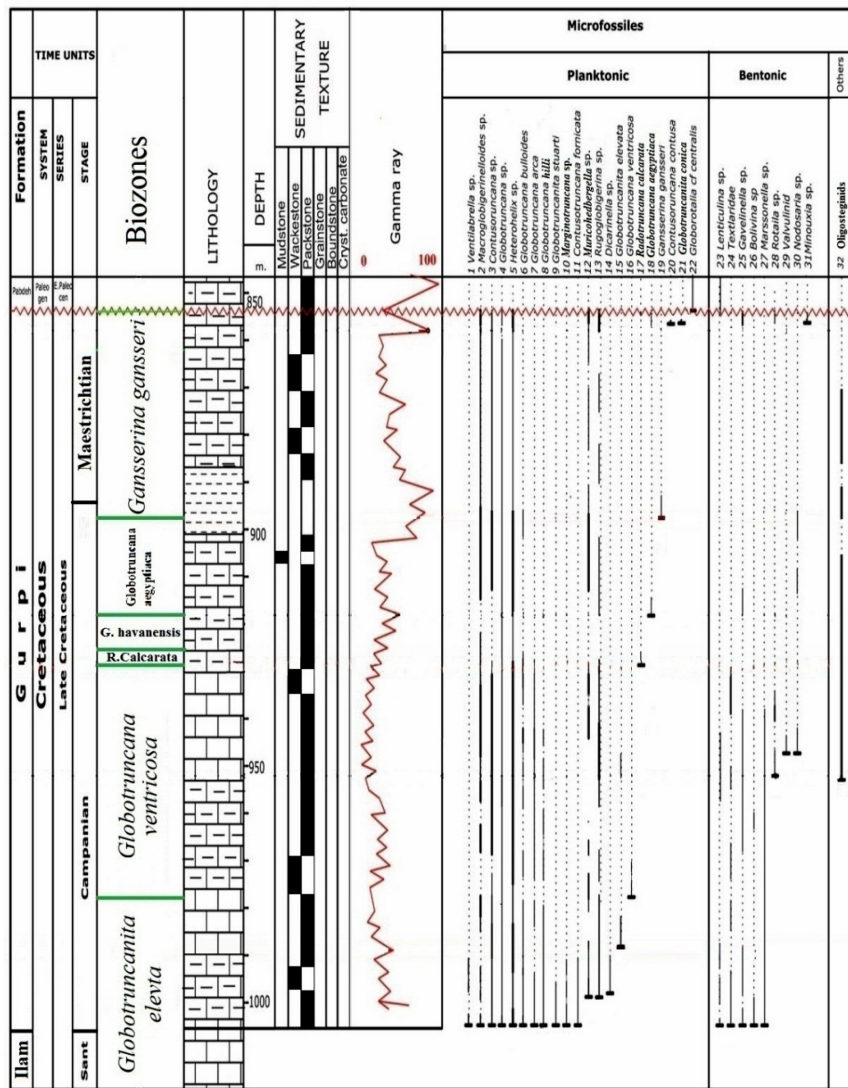 Microfossiles
TIME UNITS
SEDIMENTARY
TEXTURE
Planktonic
Bentonic
Others
Formation
SYSTEM
SERIES
STAGE
Biozones
LITHOLOGY
DEPTH
m.
Mudstone
Wackestone
Packstone
Grainstone
Boundstone
Cryst. carbonate
Gamma ray
0
100
1 Ventilabrella sp.
2 Macroglobigerinelloides sp.
3 Contusoruncana sp.
4 Globotruncana sp.
5 Heterohelix sp.
6 Globotruncana bulloides
7 Globotruncana arca
8 Globotruncana hilli
9 Globotruncanita stuarti
10 Marginotruncana sp.
11 Contusotruncana fornicata
12 Muricohedbergella sp.
13 Rugoglobigerina sp.
14 Dicarinella sp.
15 Globotruncanita elevata
16 Globotruncana ventricosa
17 Radotruncana calcarata
18 Globotruncana aegyptiaca
19 Gansserina gansseri
20 Contusoruncana contusa
21 Globotruncanita conica
22 Globorotalia cf centralis
23 Lenticulina sp.
24 Textlaridae
25 Gavelinella sp.
26 Bolivina sp
27 Marssonella sp.
28 Rotalia sp.
29 Valvulinid
30 Nodosaria sp.
31Minouxia sp.
32 Oligosteginids
Pabdeh
Paleo
gen
E.Paleo
cen
850
Gansserina gansseri
Maestrichtian
900
Globotruncana
aegyptiaca
G. havanensis
R.Calcarata
Gurpi
Cretaceous
Late Cretaceous
Globotruncana
ventricosa
950
Campanian
Globotruncanita
elevta
1000
Ilam
Sant